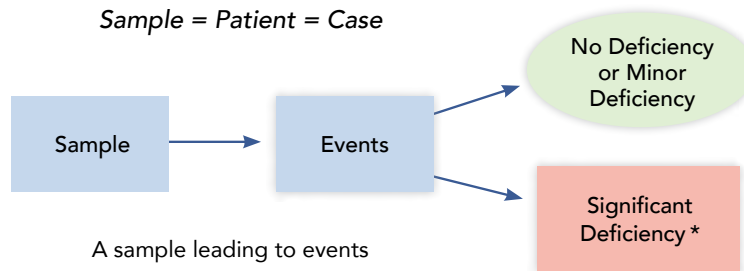 Sample = Patient = Case
No Deficiency
or Minor
Deficiency
Sample
Events
Significant
Deficiency *
A sample leading to events